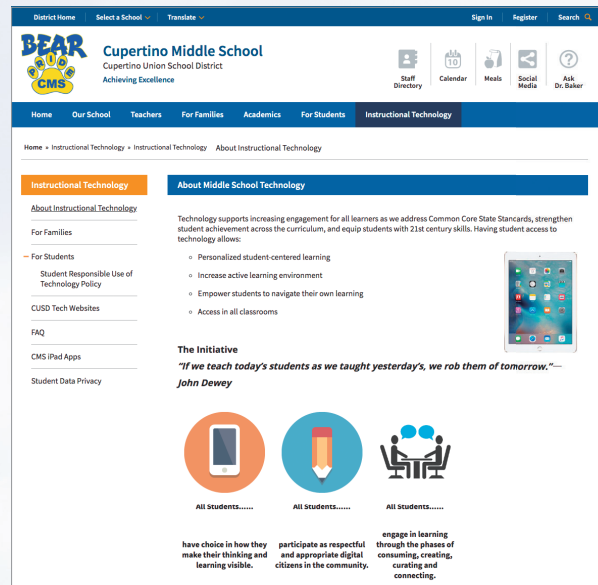 District Home Select a School Translate Sign In Register Search
BEAR
PRIDE
CMS
Cupertino Middle School
Cupertino Union School District
Achieving Excellence
Staff
Directory
10
Calendar
Meals
Social
Media
?
Ask
Dr. Baker
Home Our School Teachers For Families Academics For Students Instructional Technology
Home » Instructional Technology » Instructional Technology About Instructional Technology
Instructional Technology
About Instructional Technology
For Families
– For Students
Student Responsible Use of
Technology Policy
CUSD Tech Websites
FAQ
CMS iPad Apps
Student Data Privacy
About Middle School Technology
Technology supports increasing engagement for all learners as we address Common Core State Stancards, strengthen
student achievement across the curriculum, and equip students with 21st century skills. Having student access to
technology allows:
◦ Personalized student-centered learning
◦ Increase active learning environment
◦ Empower students to navigate their own learning
◦ Access in all classrooms
The Initiative
"If we teach today's students as we taught yesterday's, we rob them of tomorrow."—
John Dewey
All Students......
have choice in how they
make their thinking and
learning visible.
All Students......
participate as respectful
and appropriate digital
citizens in the community.
All Students......
engage in learning
through the phases of
consuming, creating,
curating and
connecting.